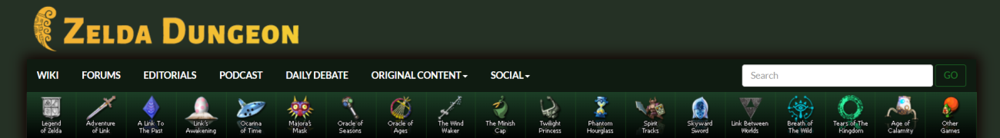 ZELDA DUNGEON
WIKI FORUMS EDITORIALS PODCAST DAILY DEBATE ORIGINAL CONTENT SOCIAL Search GO
Legend
of Zelda
Adventure
of Link
A Link To
The Past
Link's
Awakening
Ocarina
of Time
Majora's
Mask
Oracle of
Seasons
Oracle of
Ages
The Wind
Waker
The Minish
Cap
Twilight
Princess
Phantom
Hourglass
Spirit
Tracks
Skyward
Sword
Link Between
Worlds
Breath of
The Wild
Tears of The
Kingdom
Age of
Calamity
Other
Games